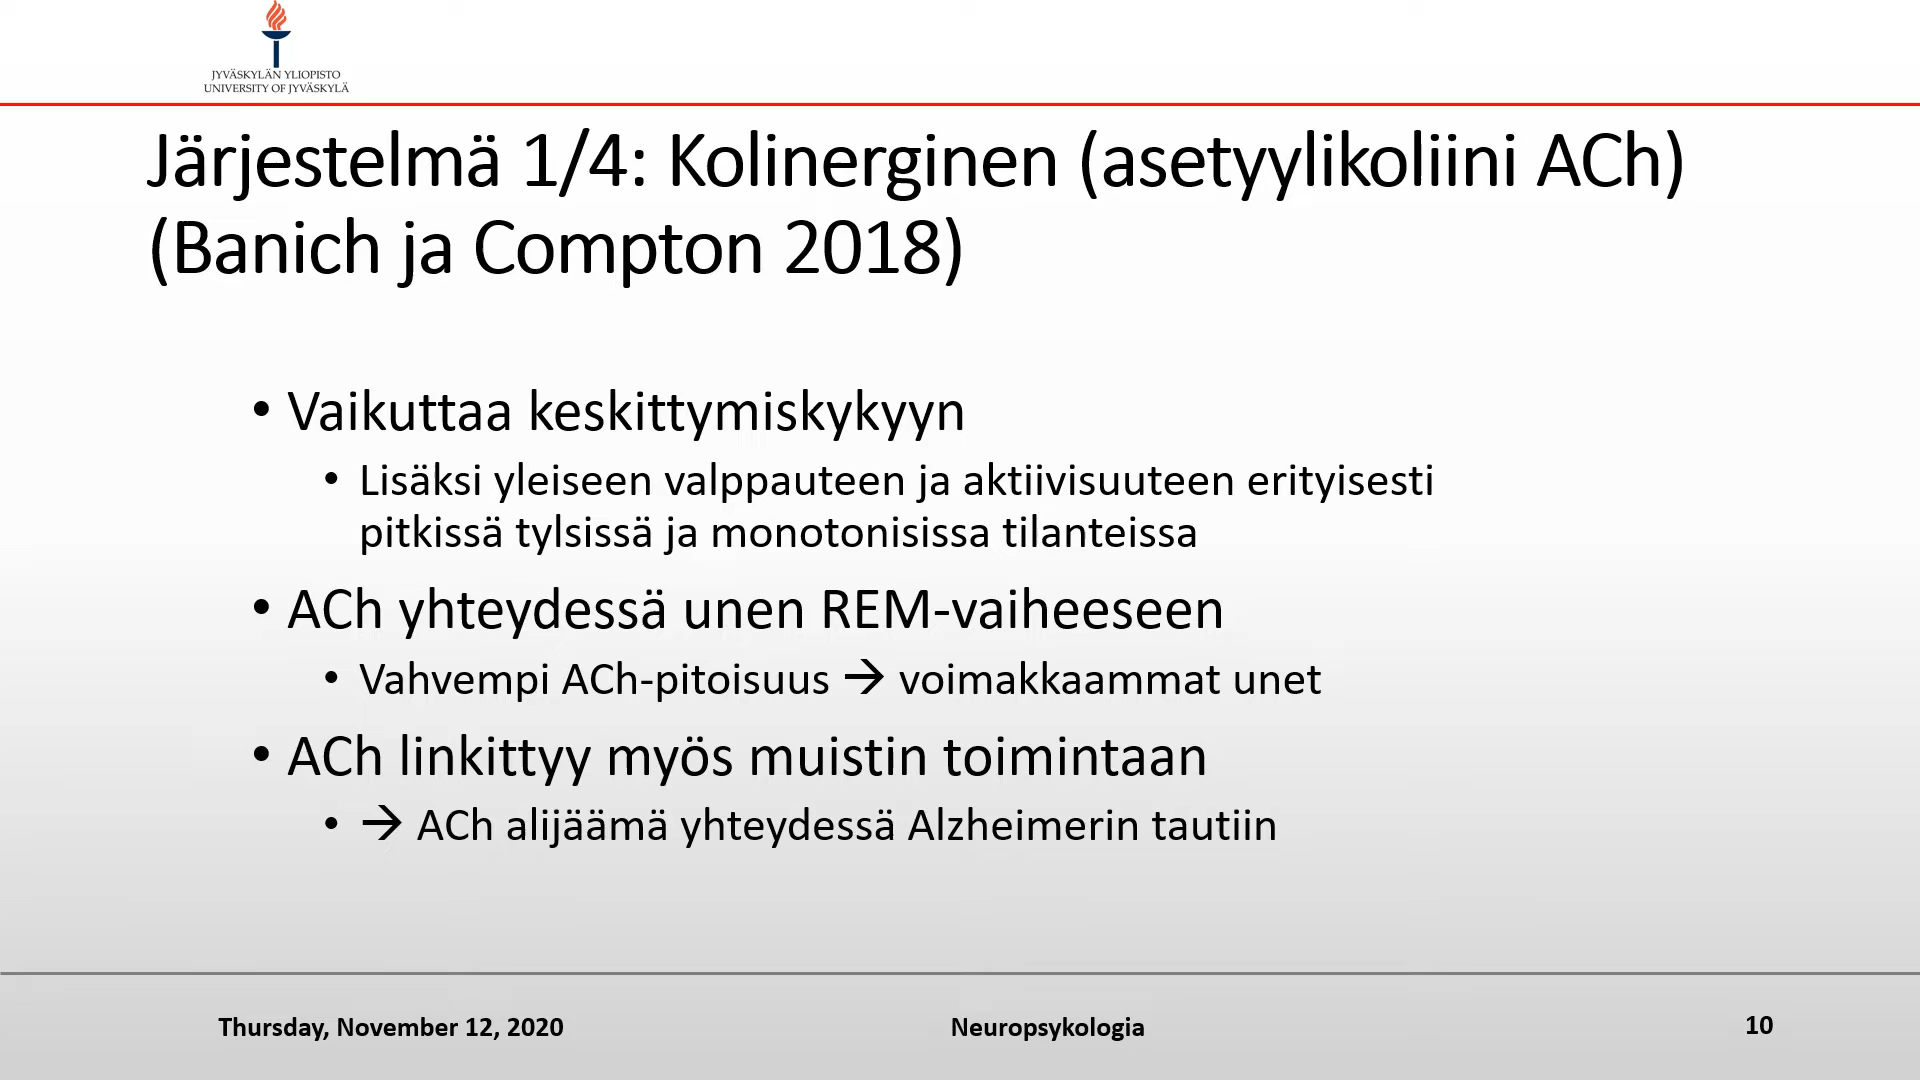 JYVÄSKYLÄN YLIOPISTO
UNIVERSITY OF JYVÄSKYLÄ
Järjestelmä 1/4: Kolinerginen (asetyylikoliini ACh)
(Banich ja Compton 2018)
• Vaikuttaa keskittymiskykyyn
• Lisäksi yleiseen valppauteen ja aktiivisuuteen erityisesti
pitkissä tylsissä ja monotonisissa tilanteissa
• ACh yhteydessä unen REM-vaiheeseen
• Vahvempi ACh-pitoisuus → voimakkaammat unet
• ACh linkittyy myös muistin toimintaan
• → ACh alijäämä yhteydessä Alzheimerin tautiin
Thursday, November 12, 2020
Neuropsykologia
10